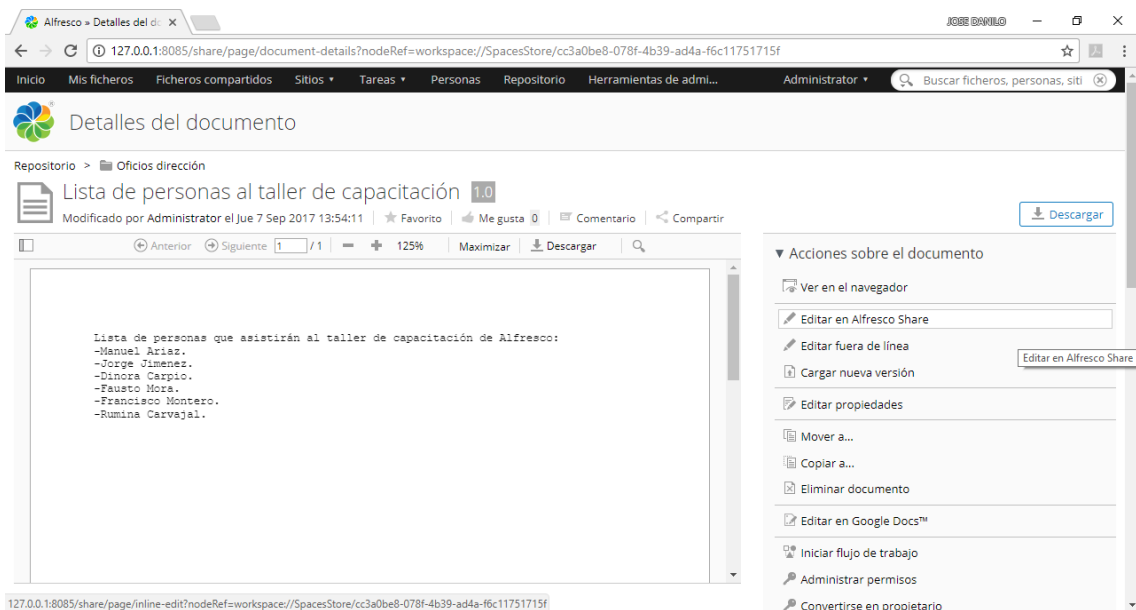 Alfresco » Detalles del do
JOSE DANILO
127.0.0.1:8085/share/page/document-details?nodeRef=workspace://SpacesStore/cc3a0be8-078f-4b39-ad4a-f6c11751715f
Inicio Mis ficheros Ficheros compartidos Sitios Tareas Personas Repositorio Herramientas de admi... Administrator Buscar ficheros, personas, siti
Detalles del documento
Repositorio > Oficios dirección
Lista de personas al taller de capacitación 1.0
Modificado por Administrator el Jue 7 Sep 2017 13:54:11 Favorito Me gusta 0 Comentario Compartir
Descargar
Anterior Siguiente 1 / 1 125% Maximizar Descargar
Lista de personas que asistirán al taller de capacitación de Alfresco:
-Manuel Ariaz.
-Jorge Jimenez.
-Dinora Carpio.
-Fausto Mora.
-Francisco Montero.
-Rumina Carvajal.
Acciones sobre el documento
Ver en el navegador
Editar en Alfresco Share
Editar fuera de línea
Editar en Alfresco Share
Cargar nueva versión
Editar propiedades
Mover a...
Copiar a...
Eliminar documento
Editar en Google Docs™
Iniciar flujo de trabajo
Administrar permisos
Convertirse en propietario
127.0.0.1:8085/share/page/inline-edit?nodeRef=workspace://SpacesStore/cc3a0be8-078f-4b39-ad4a-f6c11751715f